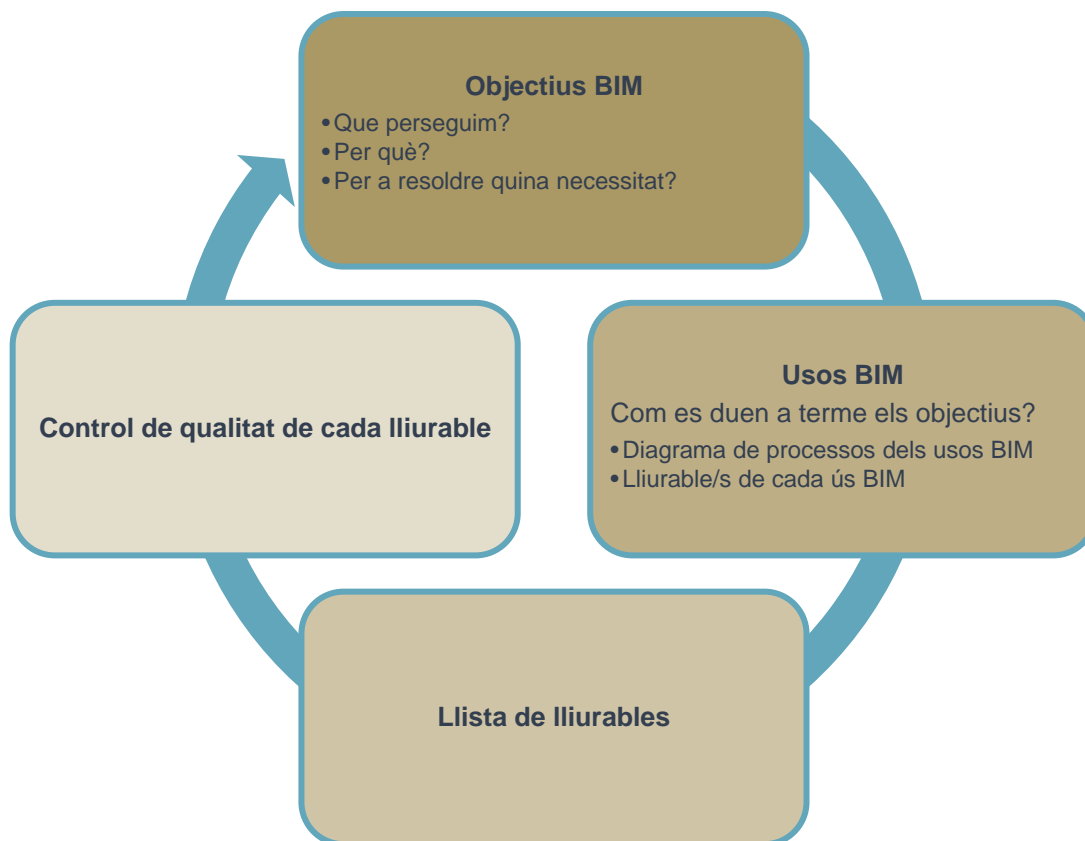 Objectius BIM
•Que perseguim?
•Per què?
•Per a resoldre quina necessitat?
Usos BIM
Com es duen a terme els objectius?
•Diagrama de processos dels usos BIM
•Lliurable/s de cada ús BIM
Llista de lliurables
Control de qualitat de cada lliurable